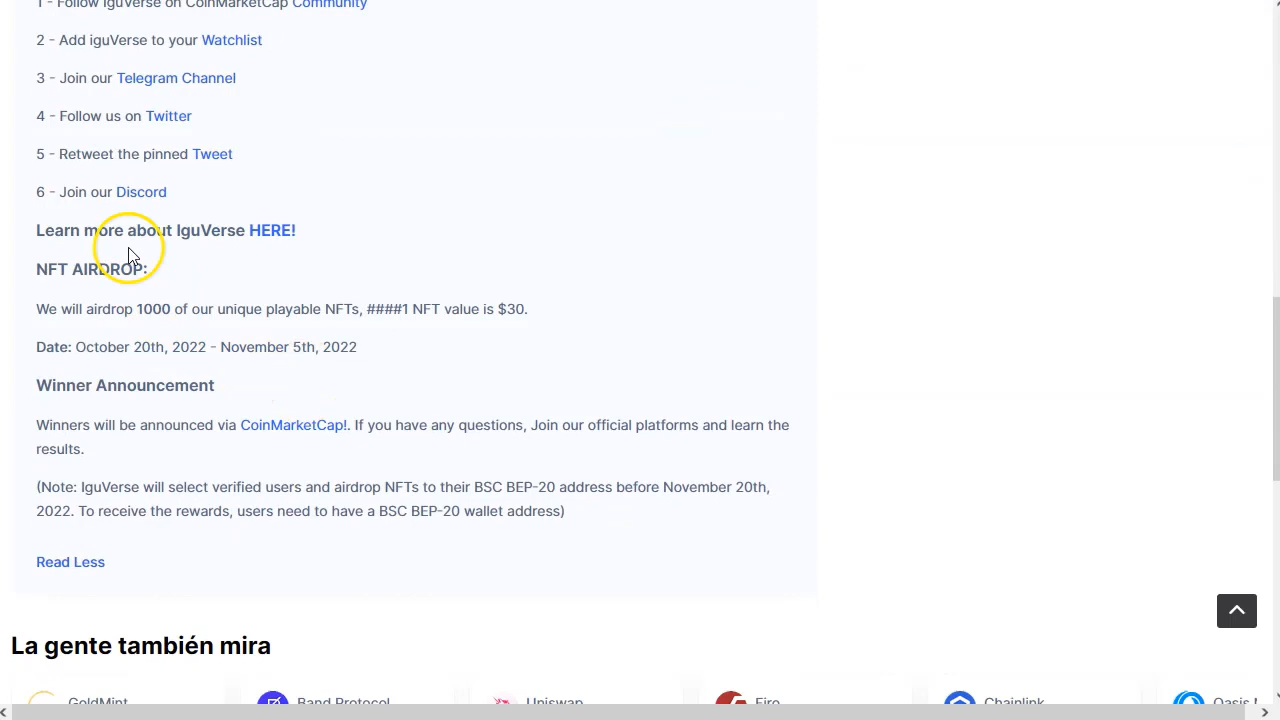 1 - Follow IguVerse on CoinMarketCap Community
2 - Add iguVerse to your Watchlist
3 - Join our Telegram Channel
4 - Follow us on Twitter
5 - Retweet the pinned Tweet
6 - Join our Discord
Learn more about IguVerse HERE!
NFT AIRDROP:
We will airdrop 1000 of our unique playable NFTs, ####1 NFT value is $30.
Date: October 20th, 2022 - November 5th, 2022
Winner Announcement
Winners will be announced via CoinMarketCap!. If you have any questions, Join our official platforms and learn the
results.
(Note: IguVerse will select verified users and airdrop NFTs to their BSC BEP-20 address before November 20th,
2022. To receive the rewards, users need to have a BSC BEP-20 wallet address)
Read Less
La gente también mira
GoldMint Band Protocol Uniswap Firo Chainlink Oasis